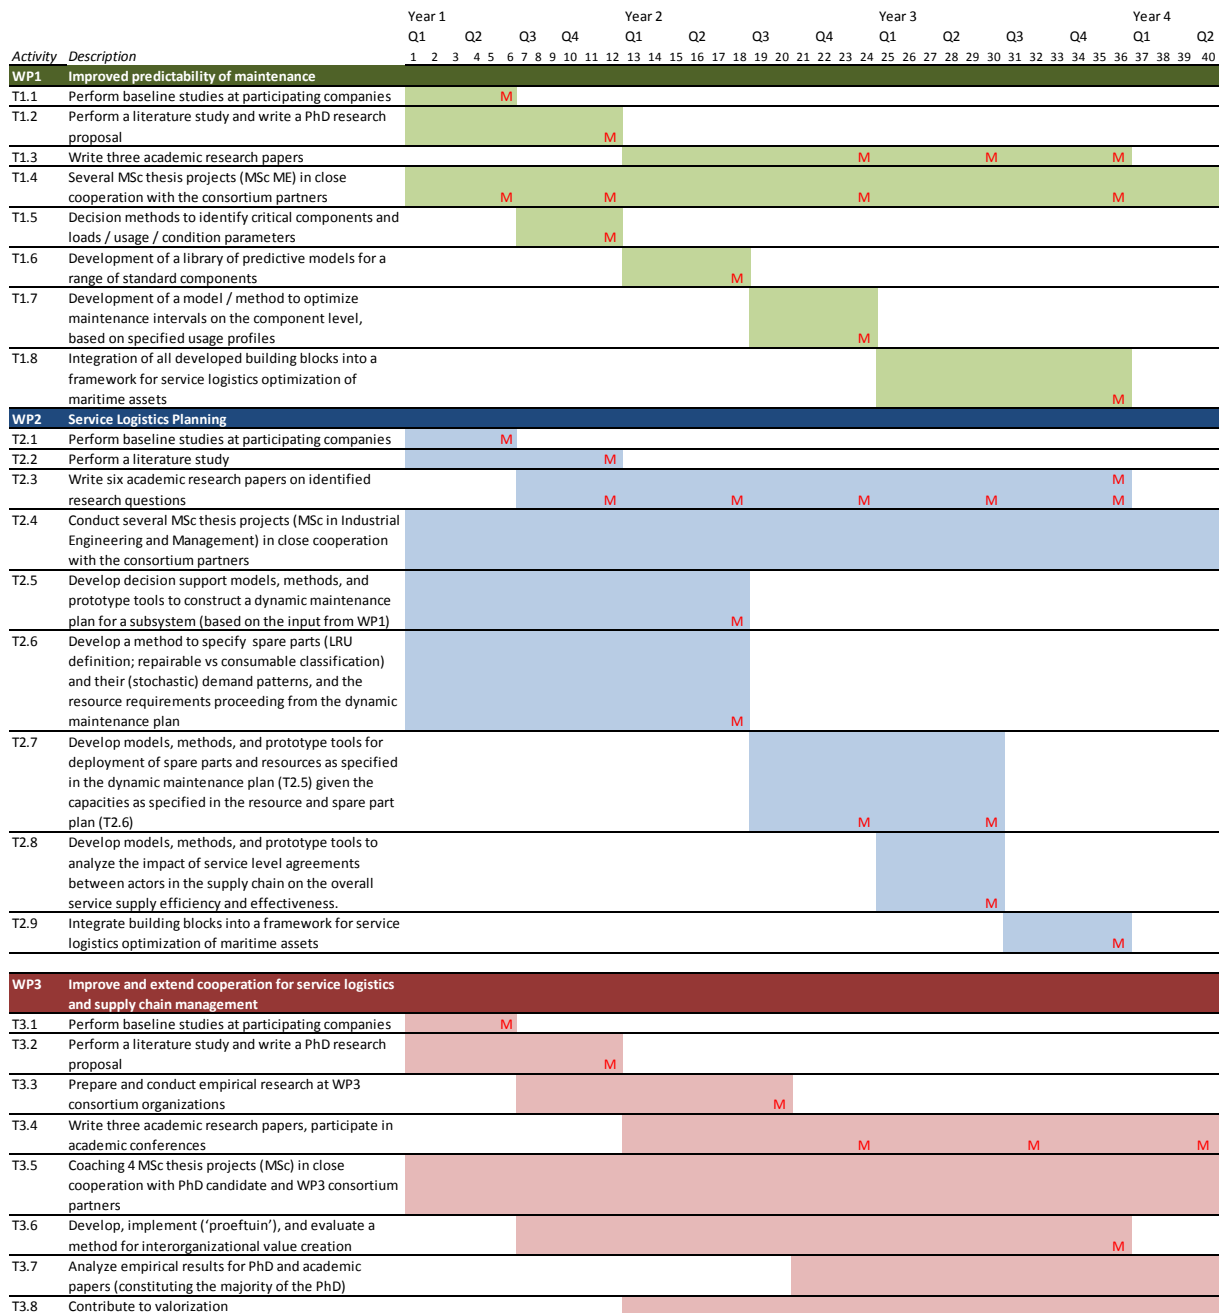 Year 1 Year 2 Year 3 Year 4
Q1 Q2 Q3 Q4 Q1 Q2 Q3 Q4 Q1 Q2 Q3 Q4 Q1 Q2
Activity Description 1 2 3 4 5 6 7 8 9 10 11 12 13 14 15 16 17 18 19 20 21 22 23 24 25 26 27 28 29 30 31 32 33 34 35 36 37 38 39 40
WP1 Improved predictability of maintenance
T1.1 Perform baseline studies at participating companies M
T1.2 Perform a literature study and write a PhD research
proposal M
T1.3 Write three academic research papers M M M
T1.4 Several MSc thesis projects (MSc ME) in close
cooperation with the consortium partners M M M M
T1.5 Decision methods to identify critical components and
loads / usage / condition parameters M
T1.6 Development of a library of predictive models for a
range of standard components M
T1.7 Development of a model / method to optimize
maintenance intervals on the component level,
based on specified usage profiles M
T1.8 Integration of all developed building blocks into a
framework for service logistics optimization of
maritime assets M
WP2 Service Logistics Planning
T2.1 Perform baseline studies at participating companies M
T2.2 Perform a literature study M
T2.3 Write six academic research papers on identified M
research questions M M M M M
T2.4 Conduct several MSc thesis projects (MSc in Industrial
Engineering and Management) in close cooperation
with the consortium partners
T2.5 Develop decision support models, methods, and
prototype tools to construct a dynamic maintenance
plan for a subsystem (based on the input from WP1) M
T2.6 Develop a method to specify spare parts (LRU
definition; repairable vs consumable classification)
and their (stochastic) demand patterns, and the
resource requirements proceeding from the dynamic
maintenance plan M
T2.7 Develop models, methods, and prototype tools for
deployment of spare parts and resources as specified
in the dynamic maintenance plan (T2.5) given the
capacities as specified in the resource and spare part
plan (T2.6) M M
T2.8 Develop models, methods, and prototype tools to
analyze the impact of service level agreements
between actors in the supply chain on the overall
service supply efficiency and effectiveness. M
T2.9 Integrate building blocks into a framework for service
logistics optimization of maritime assets M
WP3 Improve and extend cooperation for service logistics
and supply chain management
T3.1 Perform baseline studies at participating companies M
T3.2 Perform a literature study and write a PhD research
proposal M
T3.3 Prepare and conduct empirical research at WP3
consortium organizations M
T3.4 Write three academic research papers, participate in
academic conferences M M M
T3.5 Coaching 4 MSc thesis projects (MSc) in close
cooperation with PhD candidate and WP3 consortium
partners
T3.6 Develop, implement ('proeftuin'), and evaluate a
method for interorganizational value creation M
T3.7 Analyze empirical results for PhD and academic
papers (constituting the majority of the PhD)
T3.8 Contribute to valorization